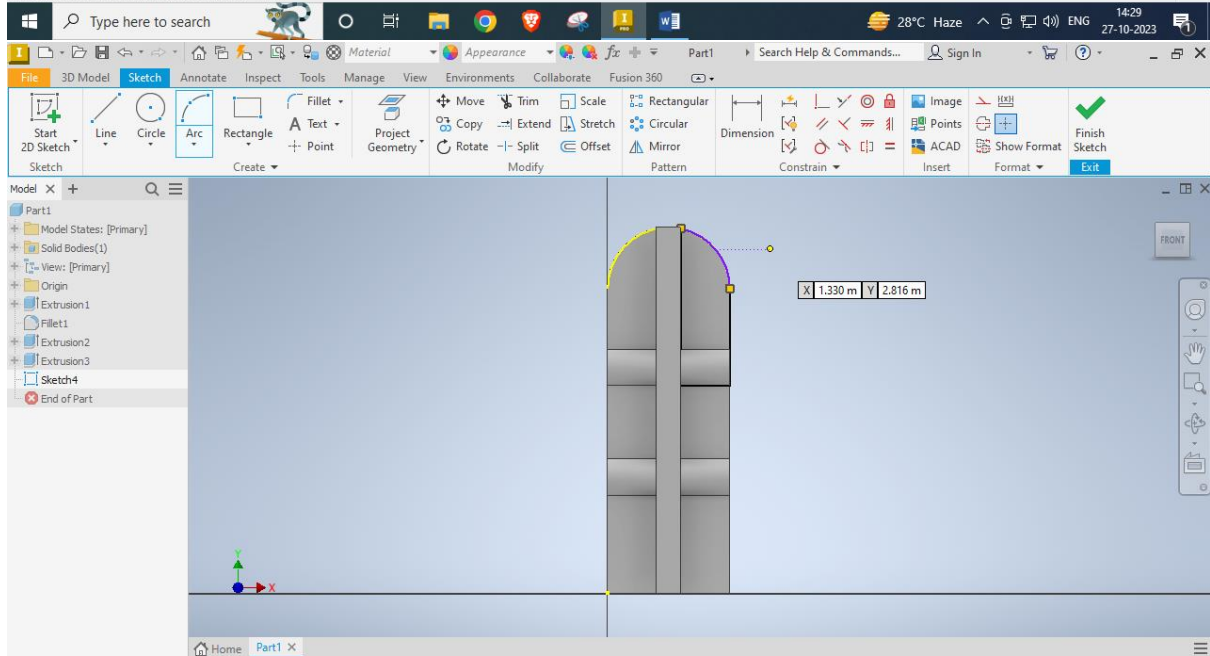 Type here to search
28°C Haze
ENG
14:29
27-10-2023
1
I PRO
W
I
Material
Appearance
fx
Part1
Search Help & Commands...
Sign In
?
File 3D Model Sketch Annotate Inspect Tools Manage View Environments Collaborate Fusion 360
Start
2D Sketch
Line
Circle
Arc
Rectangle
Fillet
A Text
Point
Project
Geometry
Move Trim Scale
Copy Extend Stretch
Rotate Split Offset
Rectangular
Circular
Mirror
Dimension
Image
Points
ACAD
Show Format
Finish
Sketch
Sketch
Create
Modify
Pattern
Constrain
Insert
Format
Exit
Model
Part1
Model States: [Primary]
Solid Bodies(1)
View: [Primary]
Origin
Extrusion1
Fillet1
Extrusion2
Extrusion3
Sketch4
End of Part
FRONT
X 1.330 m Y 2.816 m
Y
X
Home Part1